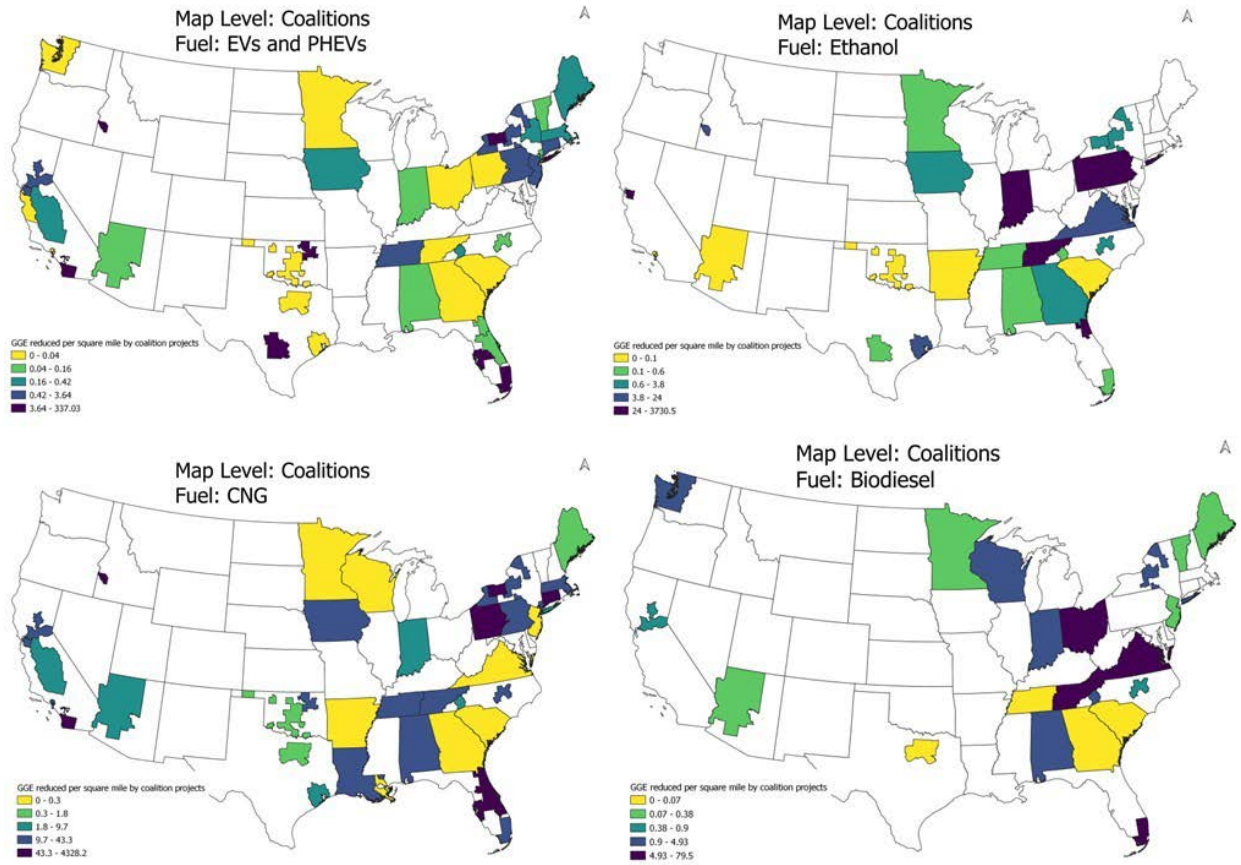 Map Level: Coalitions
Fuel: EVs and PHEVs
GGE reduced per square mile by coalition projects
0 - 0.04
0.04 - 0.16
0.16 - 0.42
0.42 - 3.64
3.64 - 337.03
Map Level: Coalitions
Fuel: Ethanol
GGE reduced per square mile by coalition projects
0 - 0.1
0.1 - 0.6
0.6 - 3.8
3.8 - 24
24 - 3730.5
Map Level: Coalitions
Fuel: CNG
GGE reduced per square mile by coalition projects
0 - 0.3
0.3 - 1.8
1.8 - 9.7
9.7 - 43.3
43.3 - 4328.2
Map Level: Coalitions
Fuel: Biodiesel
GGE reduced per square mile by coalition projects
0 - 0.07
0.07 - 0.38
0.38 - 0.9
0.9 - 4.93
4.93 - 79.5